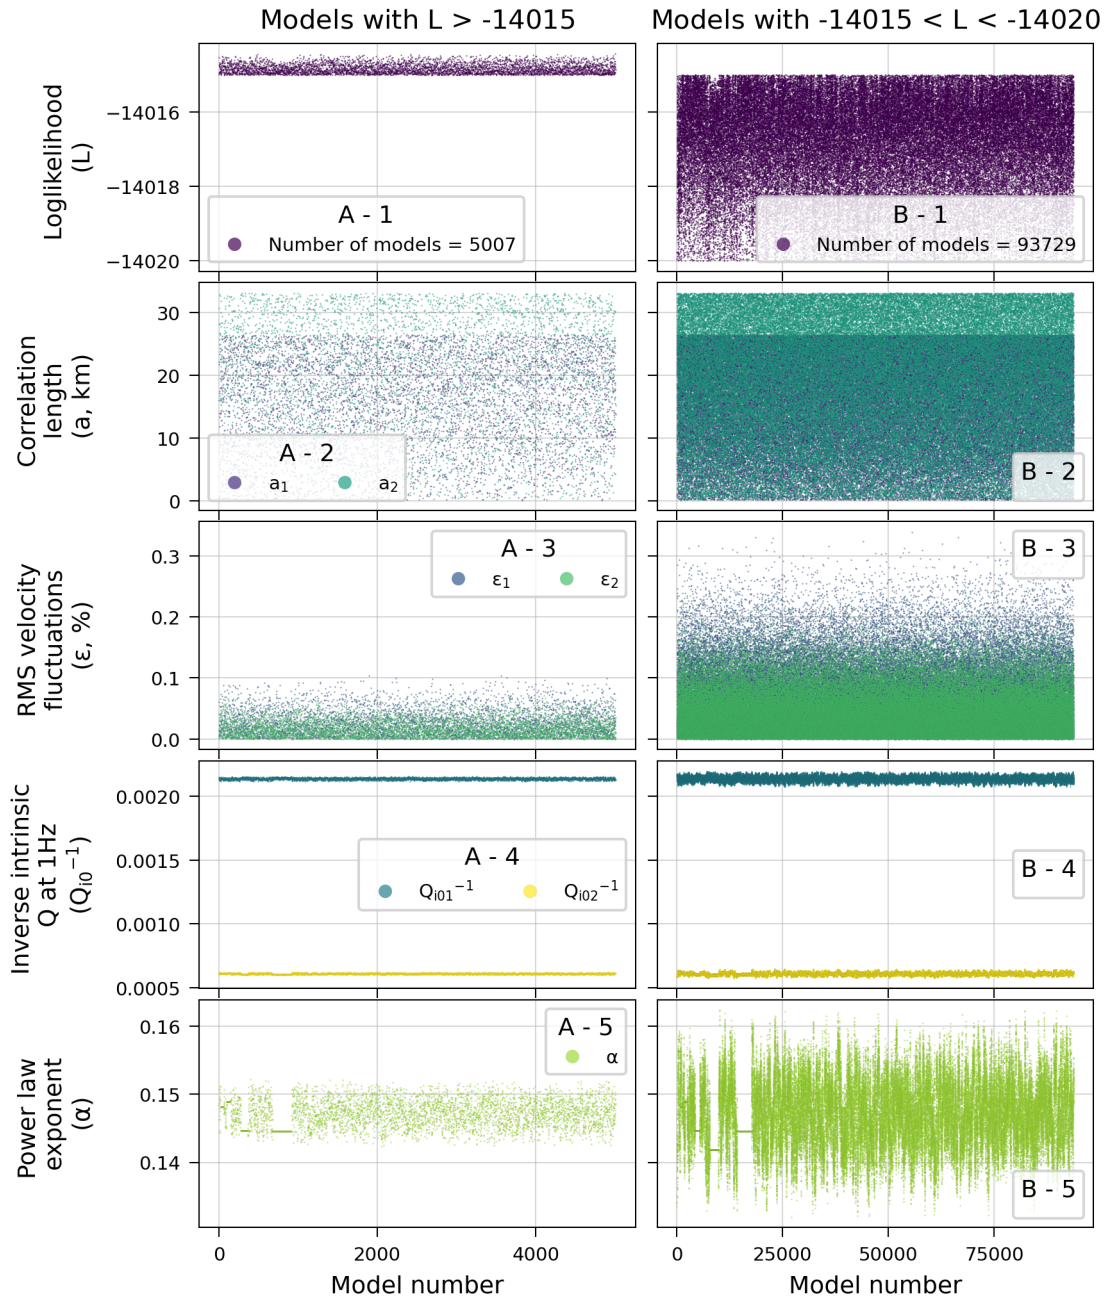 Models with L > -14015
Models with -14015 < L < -14020
Loglikelihood
(L)
−14016
−14018
−14020
A - 1
Number of models = 5007
B - 1
Number of models = 93729
Correlation
length
(a, km)
30
20
10
0
A - 2
a₁
a₂
B - 2
RMS velocity
fluctuations
(ε, %)
0.3
0.2
0.1
0.0
A - 3
ε₁
ε₂
B - 3
Inverse intrinsic
Q at 1Hz
(Qᵢ₀⁻¹)
0.0020
0.0015
0.0010
0.0005
A - 4
Qᵢ₀₁⁻¹
Qᵢ₀₂⁻¹
B - 4
Power law
exponent
(α)
0.16
0.15
0.14
A - 5
α
B - 5
0
2000
4000
0
25000
50000
75000
Model number
Model number